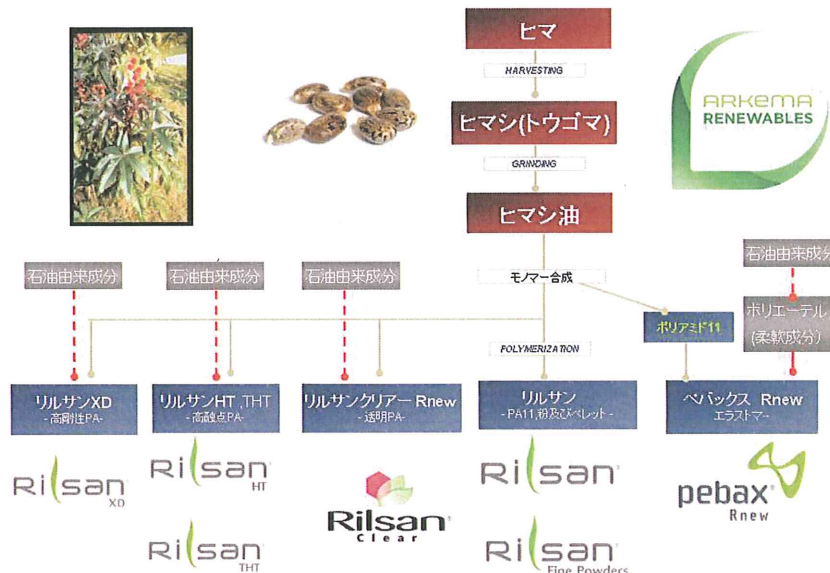 ヒマ
HARVESTING
ARKEMA
RENEWABLES
ヒマシ(トウゴマ)
GRINDING
ヒマシ油
石油由来成分
石油由来成分
石油由来成分
モノマー合成
石油由来成分
ポリアミド11
ポリエーテル
(柔軟成分)
POLYMERIZATION
リルサンXD
- 高剛性PA-
リルサンHT ,THT
- 高融点PA-
リルサンクリアー Rnew
- 透明PA-
リルサン
- PA11,粉及びペレット -
ペバックス Rnew
エラストマー
Rilsan
XD
Rilsan
HT
Rilsan
THT
Rilsan®
Clear
Rilsan®
Rilsan®
Fine Powders
pebax®
Rnew